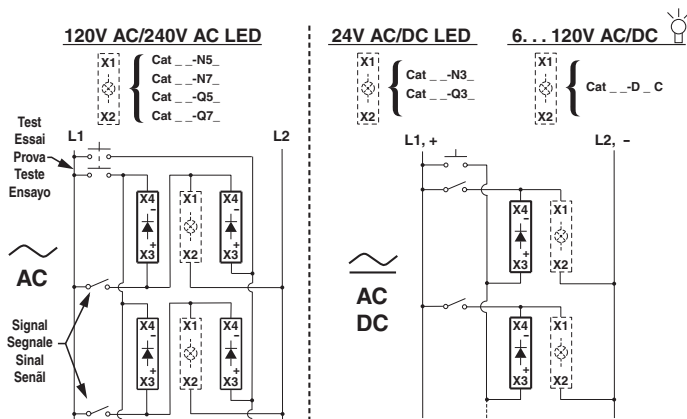 120V AC/240V AC LED
X1
X2
Cat _ _-N5_
Cat _ _-N7_
Cat _ _-Q5_
Cat _ _-Q7_
Test
Essai
Prova
Teste
Ensayo
L1
L2
X4
-
+
X3
X1
X2
X4
-
+
X3
AC
Signal
Segnale
Sinal
Senãl
X4
-
+
X3
X1
X2
X4
-
+
X3
24V AC/DC LED
X1
X2
Cat _ _-N3_
Cat _ _-Q3_
6. . . 120V AC/DC
X1
X2
Cat _ _-D _ C
L1, +
L2, -
X4
-
+
X3
X1
X2
AC
DC
X4
-
+
X3
X1
X2